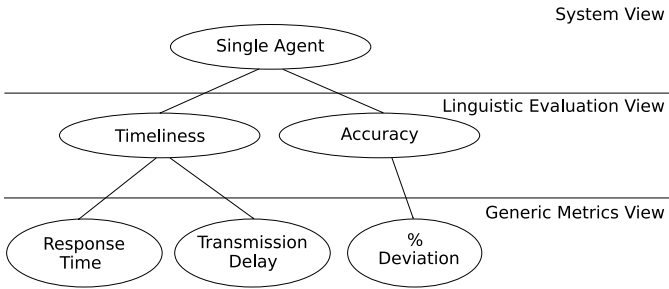 System View
Single Agent
Linguistic Evaluation View
Timeliness
Accuracy
Generic Metrics View
Response
Time
Transmission
Delay
%
Deviation